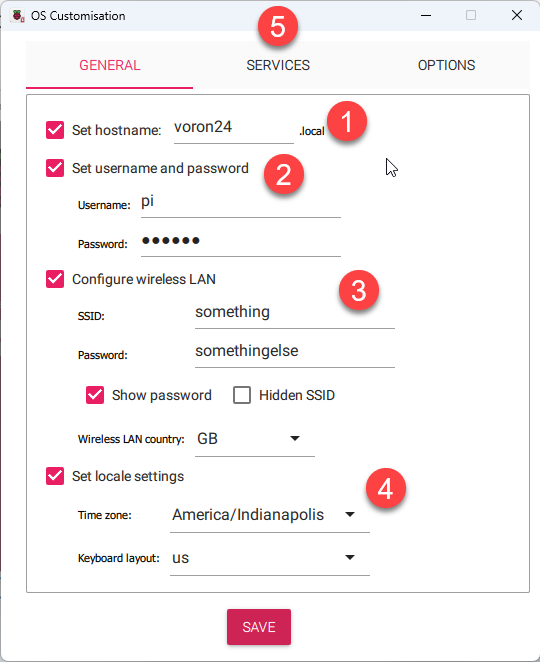 OS Customisation
5
GENERAL SERVICES OPTIONS
Set hostname: voron24 .local 1
Set username and password 2
Username: pi
Password: ●●●●●●
Configure wireless LAN 3
SSID: something
Password: somethingelse
Show password Hidden SSID
Wireless LAN country: GB
Set locale settings 4
Time zone: America/Indianapolis
Keyboard layout: us
SAVE